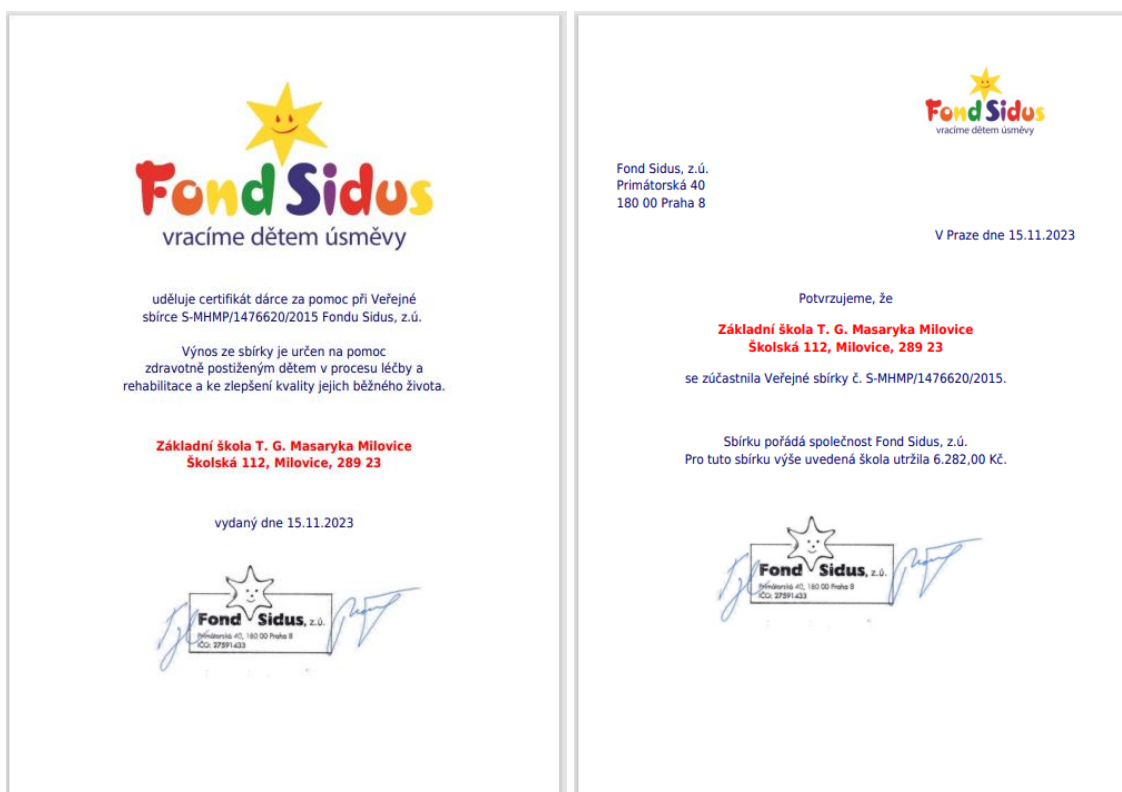 Fond Sidus
vracíme dětem úsměvy
uděluje certifikát dárce za pomoc při Veřejné
sbírce S-MHMP/1476620/2015 Fondu Sidus, z.ú.
Výnos ze sbírky je určen na pomoc
zdravotně postiženým dětem v procesu léčby a
rehabilitace a ke zlepšení kvality jejich běžného života.
Základní škola T. G. Masaryka Milovice
Školská 112, Milovice, 289 23
vydaný dne 15.11.2023
Fond Sidus, z.ú.
Primátorská 40, 180 00 Praha 8
IČO: 27591433
Fond Sidus
vracíme dětem úsměvy
Fond Sidus, z.ú.
Primátorská 40
180 00 Praha 8
V Praze dne 15.11.2023
Potvrzujeme, že
Základní škola T. G. Masaryka Milovice
Školská 112, Milovice, 289 23
se zúčastnila Veřejné sbírky č. S-MHMP/1476620/2015.
Sbírku pořádá společnost Fond Sidus, z.ú.
Pro tuto sbírku výše uvedená škola utržila 6.282,00 Kč.
Fond Sidus, z.ú.
Primátorská 40, 180 00 Praha 8
IČO: 27591433